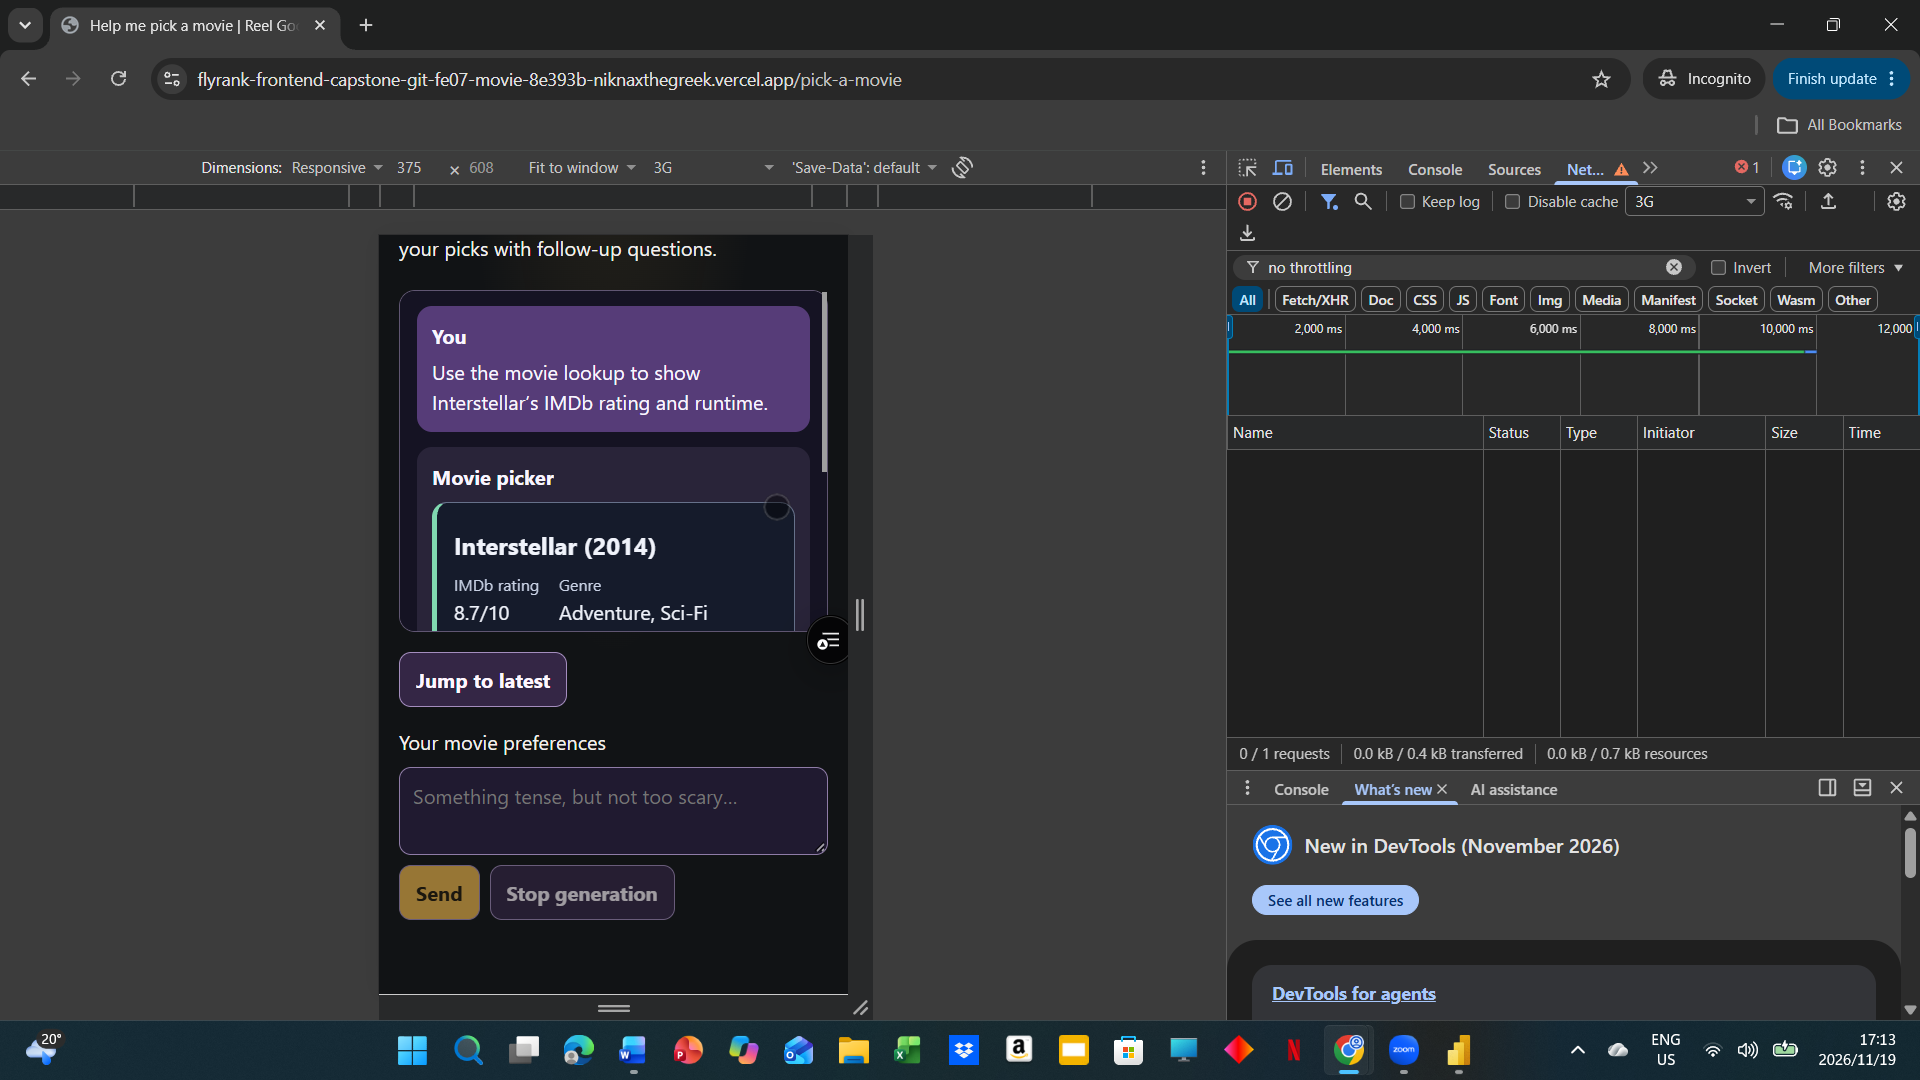 Help me pick a movie | Reel Go
flyrank-frontend-capstone-git-fe07-movie-8e393b-niknaxthegreek.vercel.app/pick-a-movie
Incognito
Finish update
All Bookmarks
Dimensions: Responsive 375 x 608 Fit to window 3G 'Save-Data': default
Elements Console Sources Net... 1
Keep log Disable cache 3G
no throttling Invert More filters
All Fetch/XHR Doc CSS JS Font Img Media Manifest Socket Wasm Other
2,000 ms 4,000 ms 6,000 ms 8,000 ms 10,000 ms 12,000
Name Status Type Initiator Size Time
0 / 1 requests 0.0 kB / 0.4 kB transferred 0.0 kB / 0.7 kB resources
Console What's new AI assistance
New in DevTools (November 2026)
See all new features
DevTools for agents
your picks with follow-up questions.
You
Use the movie lookup to show
Interstellar's IMDb rating and runtime.
Movie picker
Interstellar (2014)
IMDb rating Genre
8.7/10 Adventure, Sci-Fi
Jump to latest
Your movie preferences
Something tense, but not too scary...
Send Stop generation
20°
zoom
ENG
US
17:13
2026/11/19